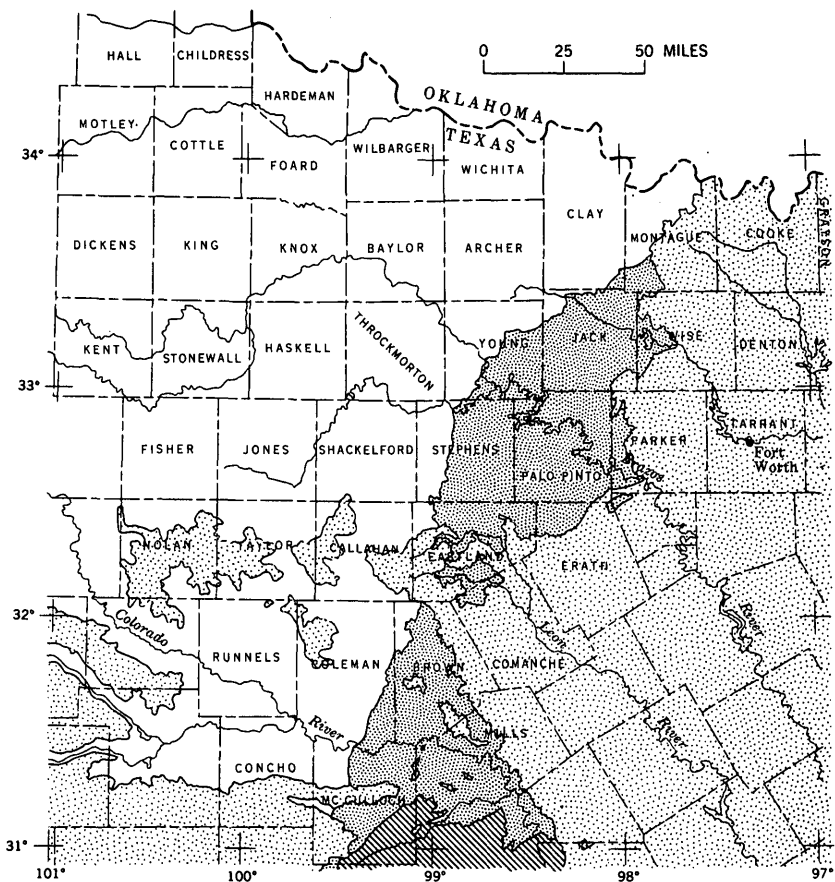 HALL
CHILDRESS
0 25 50 MILES
HARDEMAN
OKLAHOMA
TEXAS
MOTLEY
COTTLE
FOARD
WILBARGER
WICHITA
34°
CLAY
DICKENS
KING
KNOX
BAYLOR
ARCHER
MONTAGUE
COOKE
GRAYSON
KENT
STONEWALL
HASKELL
THROCKMORTON
YOUNG
JACK
WISE
DENTON
33°
FISHER
JONES
SHACKELFORD
STEPHENS
PALO PINTO
PARKER
TARRANT
Fort
Worth
Brazos
NOLAN
TAYLOR
CALLAHAN
EASTLAND
ERATH
32°
Colorado
RUNNELS
COLEMAN
BROWN
COMANCHE
Leon
River
River
MILLS
River
CONCHO
MC CULLOCH
31°
101° 100° 99° 98° 97°